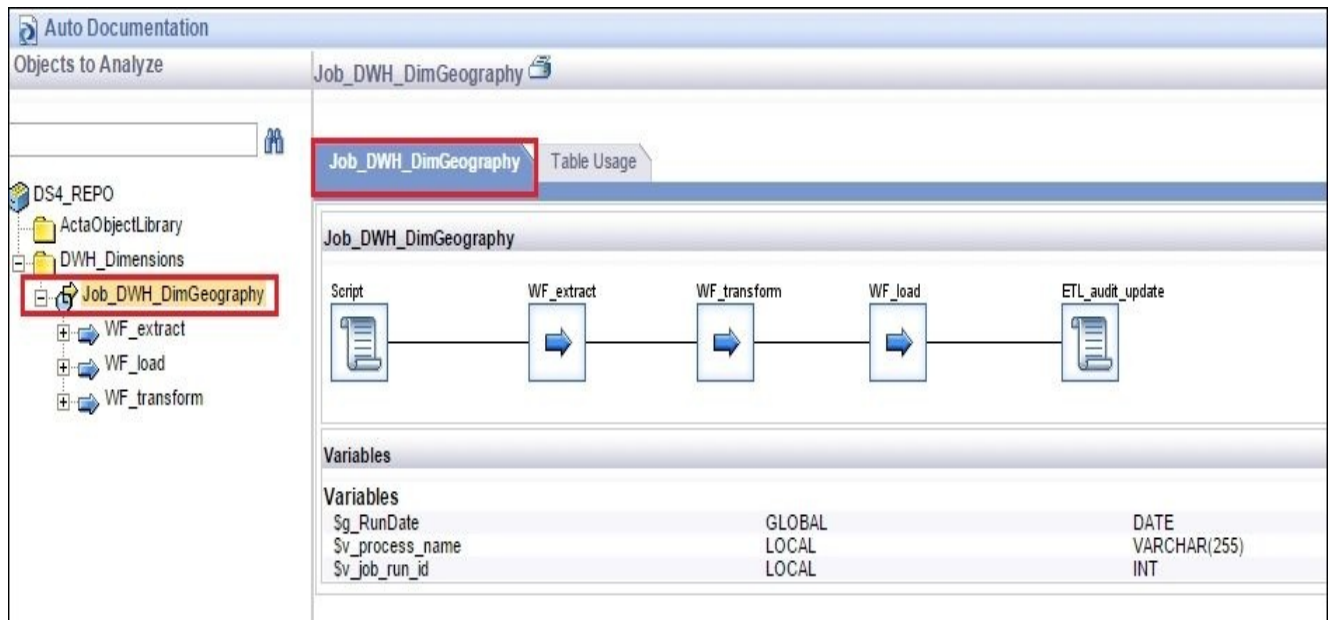 Auto Documentation
Objects to Analyze
Job_DWH_DimGeography
DS4_REPO
ActaObjectLibrary
DWH_Dimensions
Job_DWH_DimGeography
WF_extract
WF_load
WF_transform
Job_DWH_DimGeography Table Usage
Job_DWH_DimGeography
Script WF_extract WF_transform WF_load ETL_audit_update
Variables
Variables
$g_RunDate GLOBAL DATE
$v_process_name LOCAL VARCHAR(255)
$v_job_run_id LOCAL INT